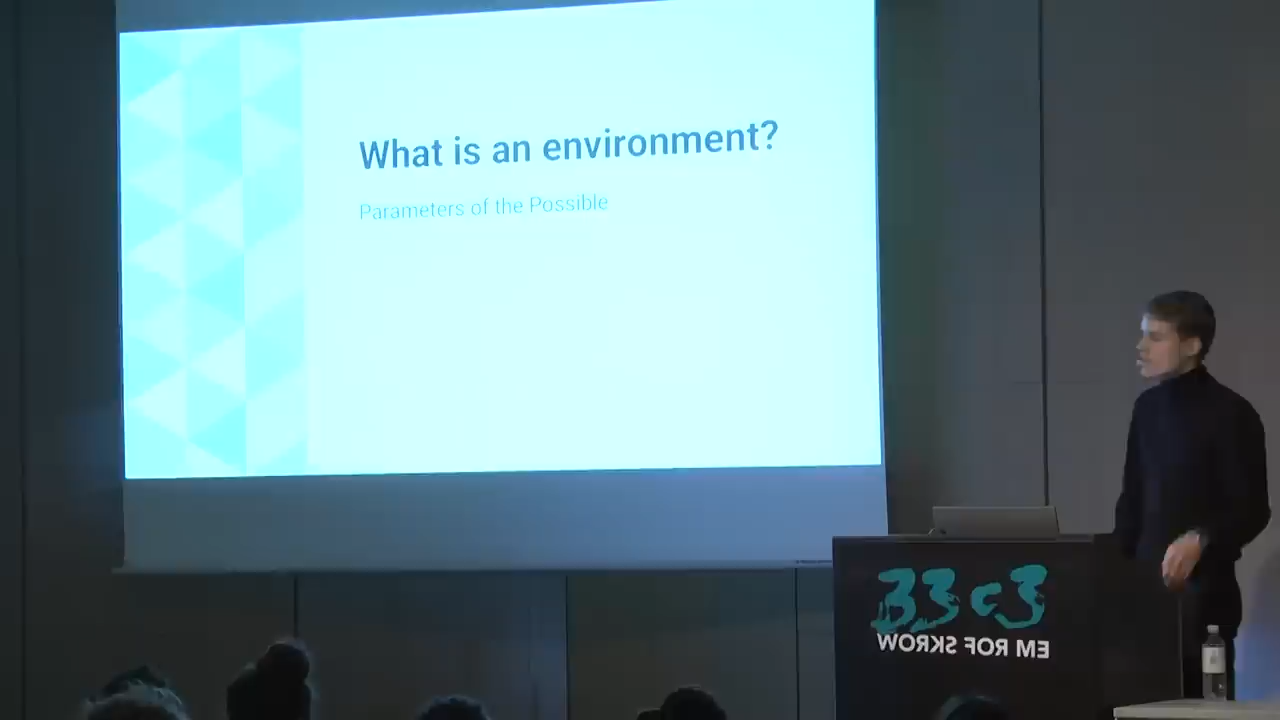 What is an environment?
Parameters of the Possible
33c3
WORKS FOR ME